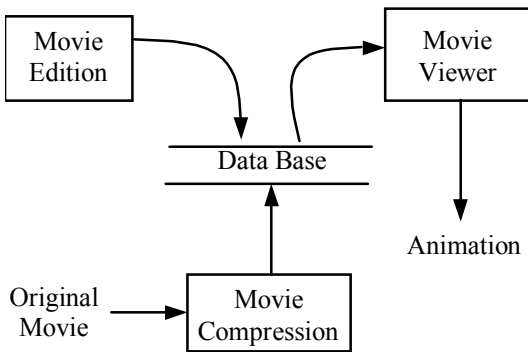 Movie
Edition
Movie
Viewer
Data Base
Animation
Original
Movie
Movie
Compression